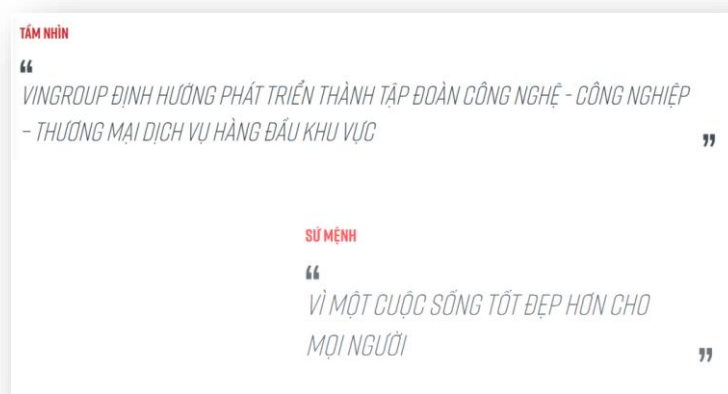 TẦM NHÌN
“
VINGROUP ĐỊNH HƯỚNG PHÁT TRIỂN THÀNH TẬP ĐOÀN CÔNG NGHỆ - CÔNG NGHIỆP
– THƯƠNG MẠI DỊCH VỤ HÀNG ĐẦU KHU VỰC
”
SỨ MỆNH
“
VÌ MỘT CUỘC SỐNG TỐT ĐẸP HƠN CHO
MỌI NGƯỜI
”